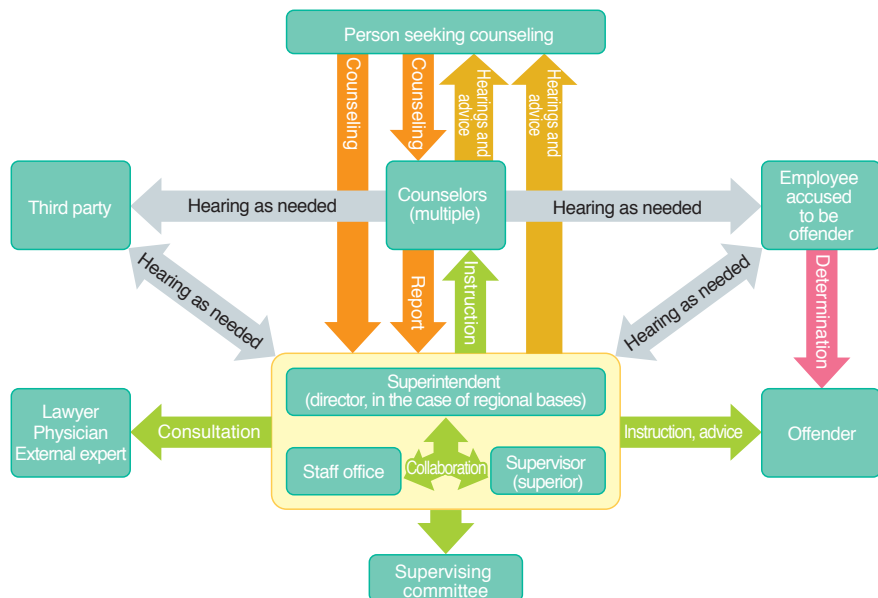 Person seeking counseling
Counseling
Counseling
Hearings and
advice
Hearings and
advice
Third party
Hearing as needed
Counselors
(multiple)
Hearing as needed
Employee
accused
to be
offender
Hearing as needed
Report
Instruction
Hearing as needed
Determination
Superintendent
(director, in the case of regional bases)
Lawyer
Physician
External expert
Consultation
Staff office
Collaboration
Supervisor
(superior)
Instruction, advice
Offender
Supervising
committee